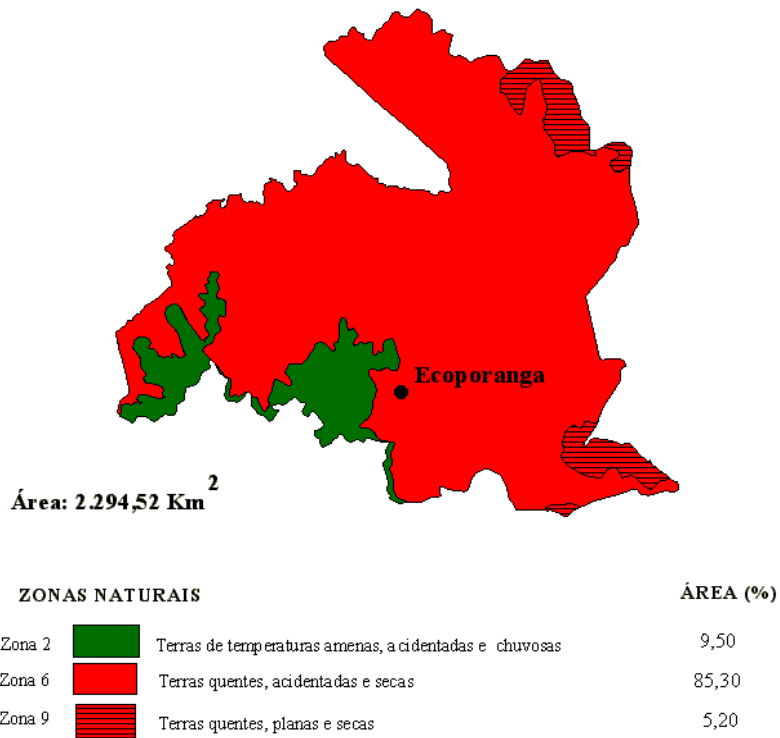 Ecoporanga
Área: 2.294,52 Km2
ZONAS NATURAIS ÁREA (%)
Zona 2 Terras de temperaturas amenas, acidentadas e chuvosas 9,50
Zona 6 Terras quentes, acidentadas e secas 85,30
Zona 9 Terras quentes, planas e secas 5,20